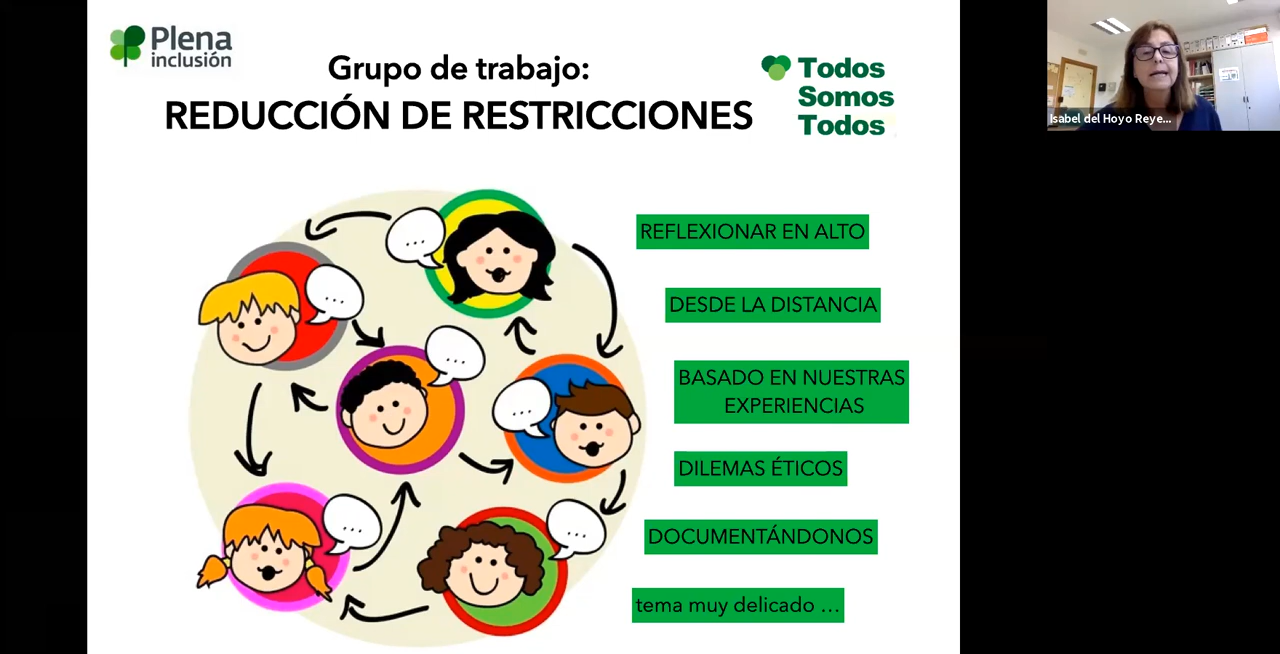 Plena
inclusión
Grupo de trabajo:
REDUCCIÓN DE RESTRICCIONES
Todos
Somos
Todos
REFLEXIONAR EN ALTO
DESDE LA DISTANCIA
BASADO EN NUESTRAS
EXPERIENCIAS
DILEMAS ÉTICOS
DOCUMENTÁNDONOS
tema muy delicado ...
Isabel del Hoyo Reye...